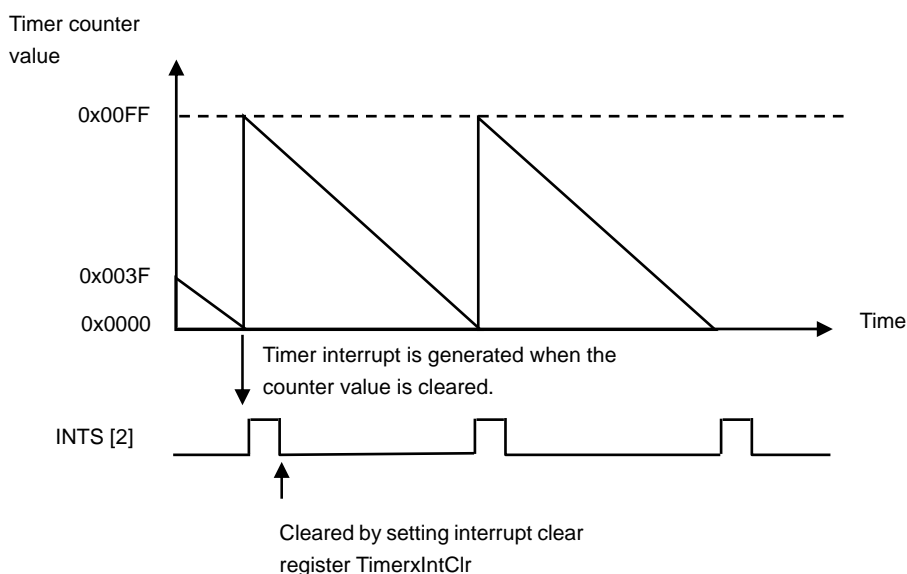 Timer counter
value
0x00FF
0x003F
0x0000
Time
Timer interrupt is generated when the
counter value is cleared.
INTS [2]
Cleared by setting interrupt clear
register TimerxIntClr